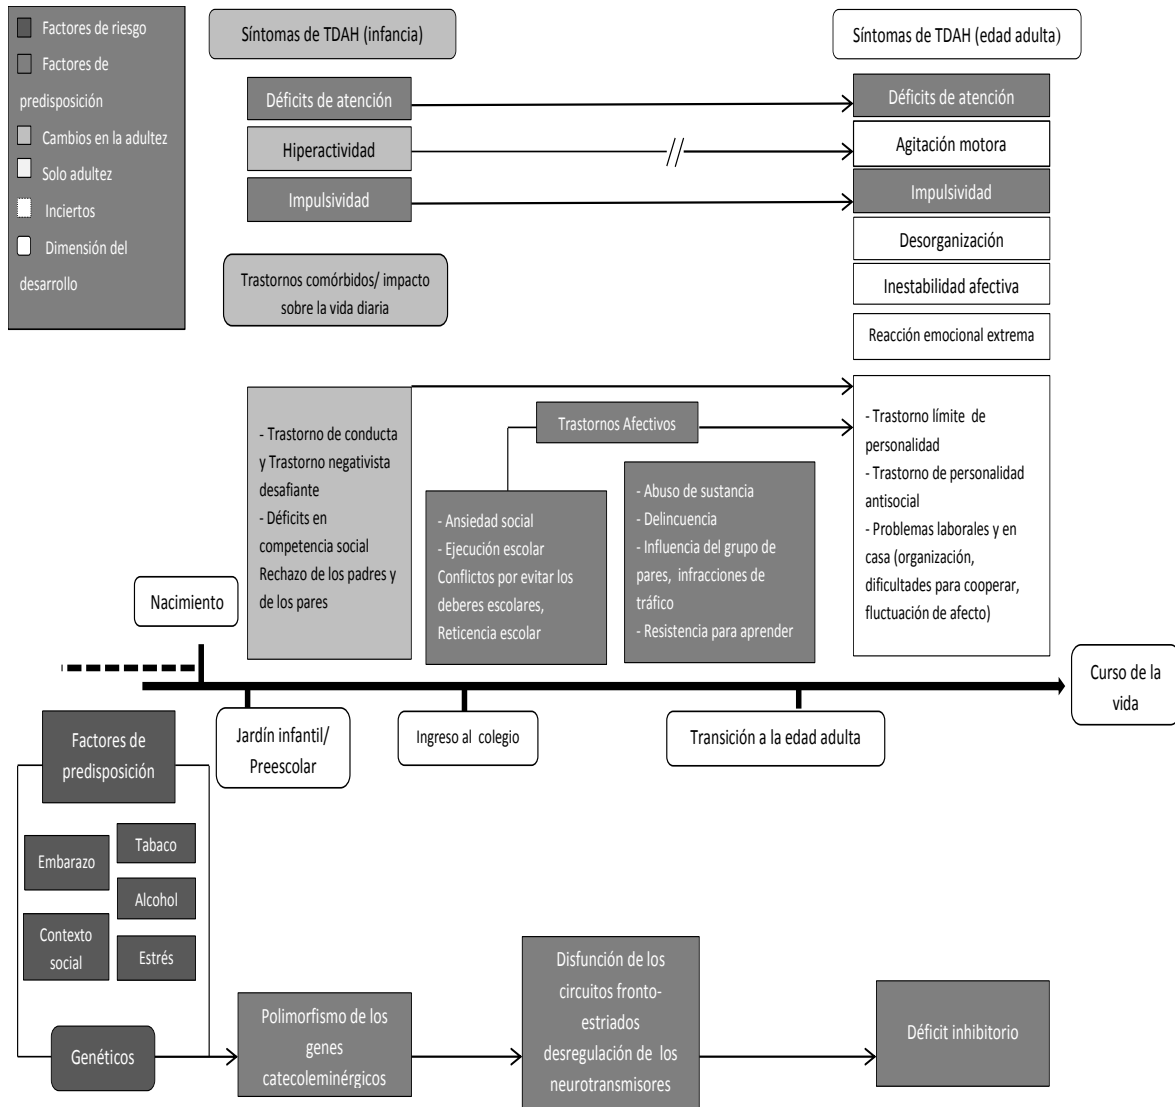 Factores de riesgo
Factores de
predisposición
Cambios en la adultez
Solo adultez
Inciertos
Dimensión del
desarrollo
Síntomas de TDAH (infancia)
Síntomas de TDAH (edad adulta)
Déficits de atención
Déficits de atención
Hiperactividad
Agitación motora
Impulsividad
Impulsividad
Desorganización
Inestabilidad afectiva
Reacción emocional extrema
Trastornos comórbidos/ impacto
sobre la vida diaria
- Trastorno de conducta
y Trastorno negativista
desafiante
- Déficits en
competencia social
Rechazo de los padres y
de los pares
Trastornos Afectivos
- Ansiedad social
- Ejecución escolar
Conflictos por evitar los
deberes escolares,
Reticencia escolar
- Abuso de sustancia
- Delincuencia
- Influencia del grupo de
pares, infracciones de
tráfico
- Resistencia para aprender
- Trastorno límite de
personalidad
- Trastorno de personalidad
antisocial
- Problemas laborales y en
casa (organización,
dificultades para cooperar,
fluctuación de afecto)
Nacimiento
Curso de la
vida
Jardín infantil/
Preescolar
Ingreso al colegio
Transición a la edad adulta
Factores de
predisposición
Embarazo
Tabaco
Alcohol
Contexto
social
Estrés
Genéticos
Polimorfismo de los
genes
catecoleminérgicos
Disfunción de los
circuitos fronto-
estriados
desregulación de los
neurotransmisores
Déficit inhibitorio